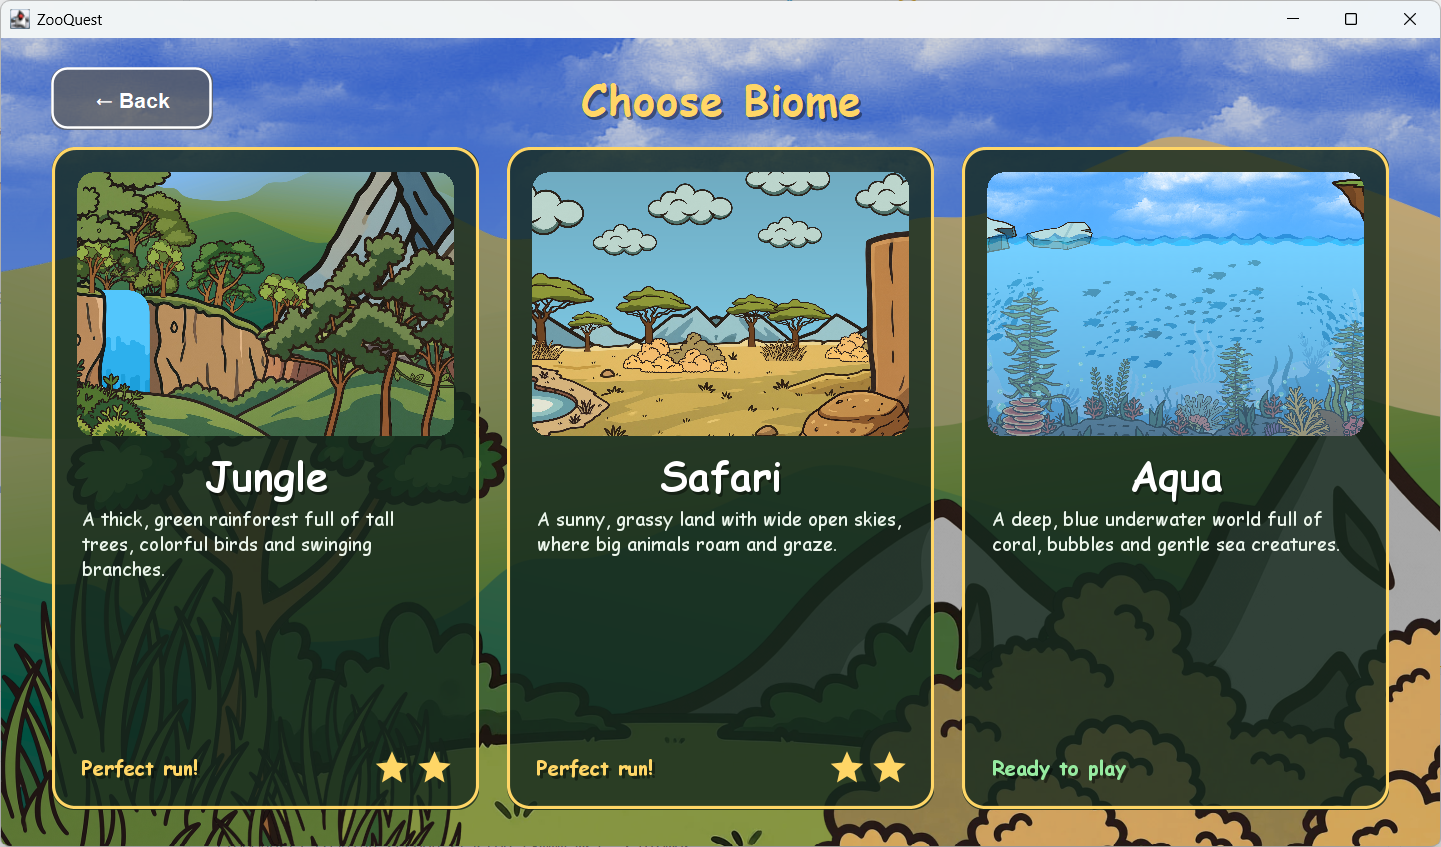 ZooQuest
← Back
Choose Biome
Jungle
A thick, green rainforest full of tall
trees, colorful birds and swinging
branches.
Perfect run!
Safari
A sunny, grassy land with wide open skies,
where big animals roam and graze.
Perfect run!
Aqua
A deep, blue underwater world full of
coral, bubbles and gentle sea creatures.
Ready to play